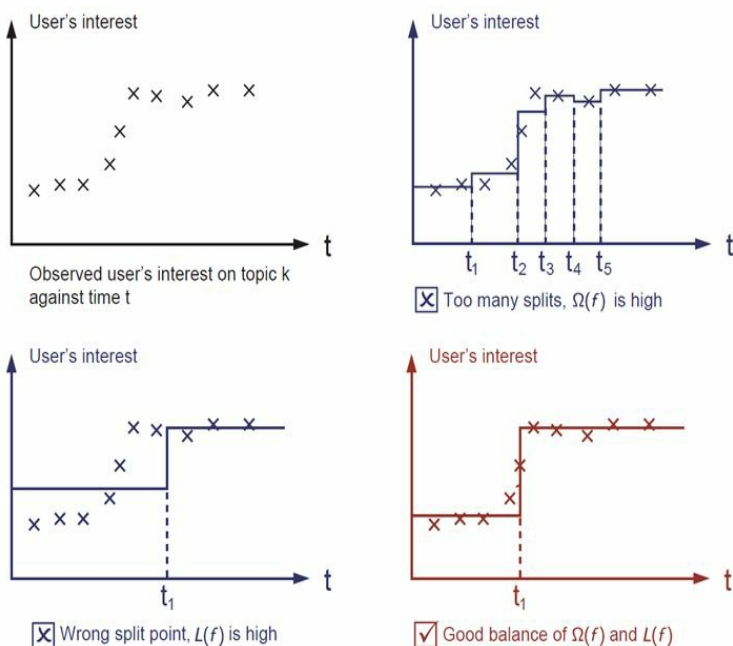 User's interest
t
Observed user's interest on topic k
against time t
User's interest
t
t₁ t₂ t₃ t₄ t₅
Too many splits, Ω(f) is high
User's interest
t
t₁
Wrong split point, L(f) is high
User's interest
t
t₁
Good balance of Ω(f) and L(f)